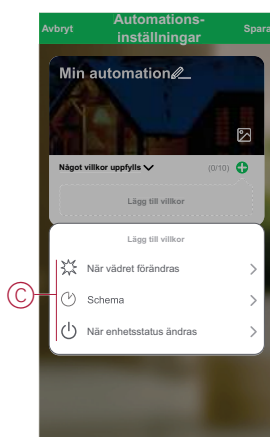 Avbryt
Automations-
inställningar
Spara
Min automation
Något villkor uppfylls
(0/10)
Lägg till villkor
Lägg till villkor
När vädret förändras
C
Schema
När enhetsstatus ändras